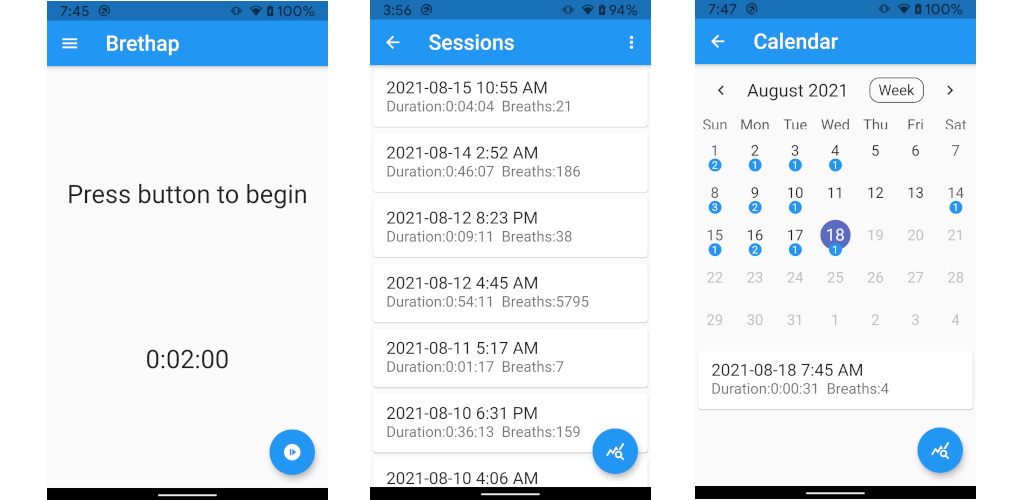 7:45 100%
Brethap
Press button to begin
0:02:00
3:56 94%
Sessions
2021-08-15 10:55 AM
Duration:0:04:04 Breaths:21
2021-08-14 2:52 AM
Duration:0:46:07 Breaths:186
2021-08-12 8:23 PM
Duration:0:09:11 Breaths:38
2021-08-12 4:45 AM
Duration:0:54:11 Breaths:5795
2021-08-11 5:17 AM
Duration:0:01:17 Breaths:7
2021-08-10 6:31 PM
Duration:0:36:13 Breaths:159
2021-08-10 4:06 AM
7:47 100%
Calendar
August 2021 Week
Sun Mon Tue Wed Thu Fri Sat
1 2 3 4 5 6 7
2 1 1 1
8 9 10 11 12 13 14
3 2 1 1
15 16 17 18 19 20 21
1 2 1 1
22 23 24 25 26 27 28
29 30 31 1 2 3 4
2021-08-18 7:45 AM
Duration:0:00:31 Breaths:4